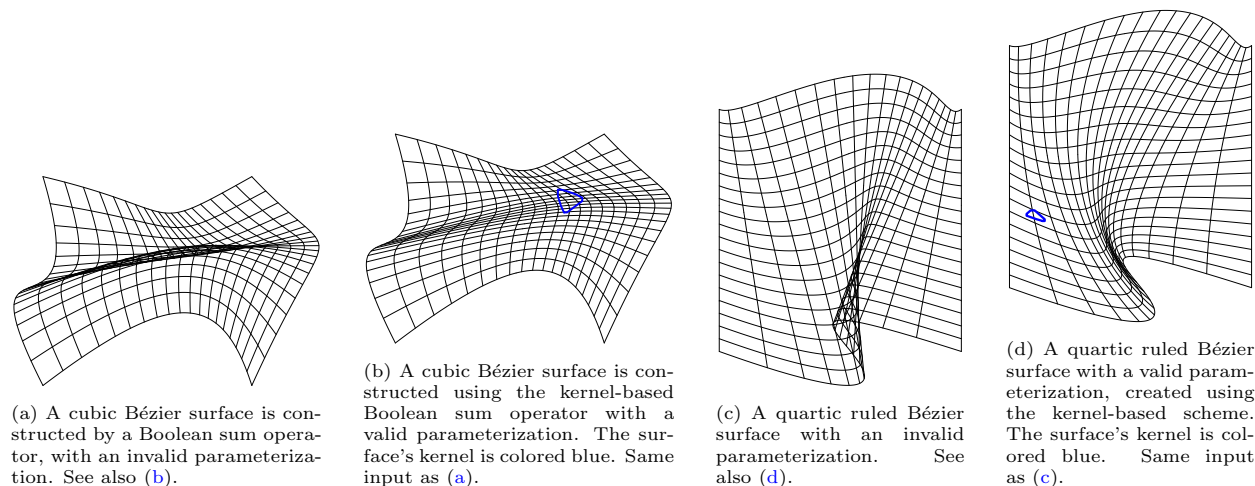 (a) A cubic Bézier surface is con-
structed by a Boolean sum opera-
tor, with an invalid parameteriza-
tion. See also (b).
(b) A cubic Bézier surface is con-
structed using the kernel-based
Boolean sum operator with a
valid parameterization. The sur-
face's kernel is colored blue. Same
input as (a).
(c) A quartic ruled Bézier
surface with an invalid
parameterization. See
also (d).
(d) A quartic ruled Bézier
surface with a valid param-
eterization, created using
the kernel-based scheme.
The surface's kernel is col-
ored blue. Same input
as (c).